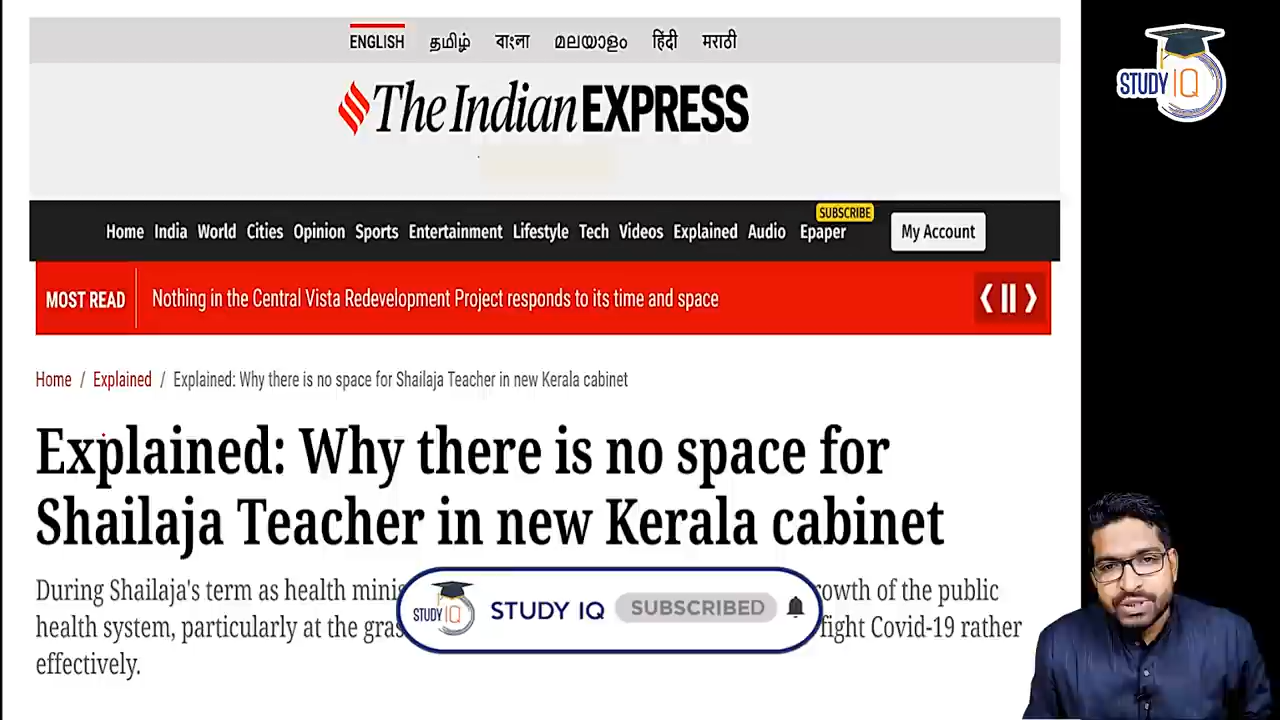 ENGLISH தமிழ் বাংলা മലയാളം हिंदी मराठी
STUDY IQ
The Indian EXPRESS
SUBSCRIBE
Home India World Cities Opinion Sports Entertainment Lifestyle Tech Videos Explained Audio Epaper My Account
MOST READ Nothing in the Central Vista Redevelopment Project responds to its time and space
Home / Explained / Explained: Why there is no space for Shailaja Teacher in new Kerala cabinet
Explained: Why there is no space for
Shailaja Teacher in new Kerala cabinet
During Shailaja's term as health rowth of the public
health system, particularly at the fight Covid-19 rather
effectively.
STUDY IQ STUDY IQ SUBSCRIBED